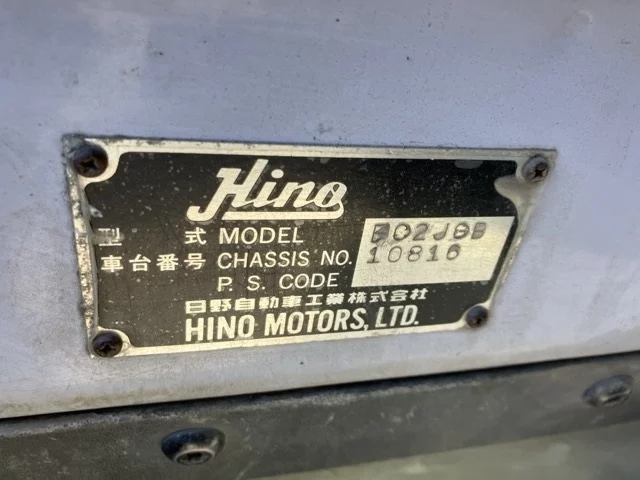 Hino
型 式 MODEL
車台番号 CHASSIS NO. 10816
P. S. CODE
日野自動車工業株式会社
HINO MOTORS, LTD.